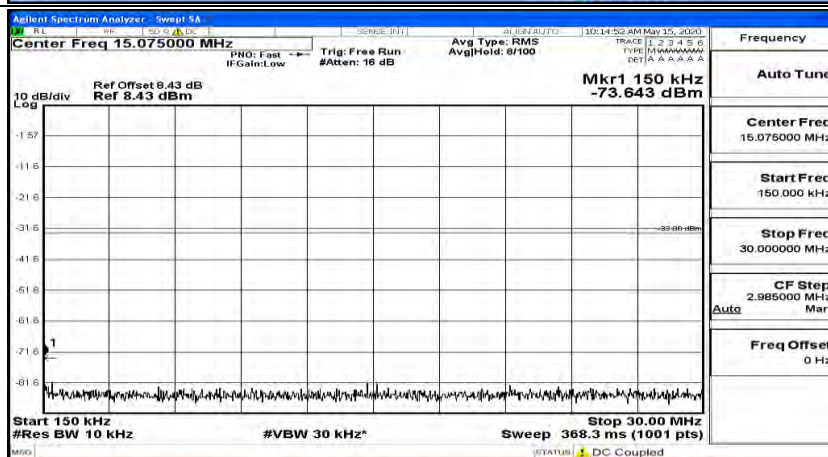 Agilent Spectrum Analyzer - Swept SA
RL RF 50 Ω DC SENSE:INT ALIGN AUTO 10:14:52 AM May 15, 2020
Center Freq 15.075000 MHz
PNO: Fast
IFGain:Low
Trig: Free Run
#Atten: 16 dB
Avg Type: RMS
Avg|Hold: 8/100
TRACE 1 2 3 4 5 6
TYPE MWWWWW
DET A A A A A A
Mkr1 150 kHz
-73.643 dBm
Ref Offset 8.43 dB
10 dB/div Ref 8.43 dBm
Log
-1.57
-11.6
-21.6
-31.6
-33.00 dBm
-41.6
-51.6
-61.6
-71.6
-81.6
1
Start 150 kHz Stop 30.00 MHz
#Res BW 10 kHz #VBW 30 kHz* Sweep 368.3 ms (1001 pts)
MSG STATUS DC Coupled
Frequency
Auto Tune
Center Freq
15.075000 MHz
Start Freq
150.000 kHz
Stop Freq
30.000000 MHz
CF Step
2.985000 MHz
Auto Man
Freq Offset
0 Hz